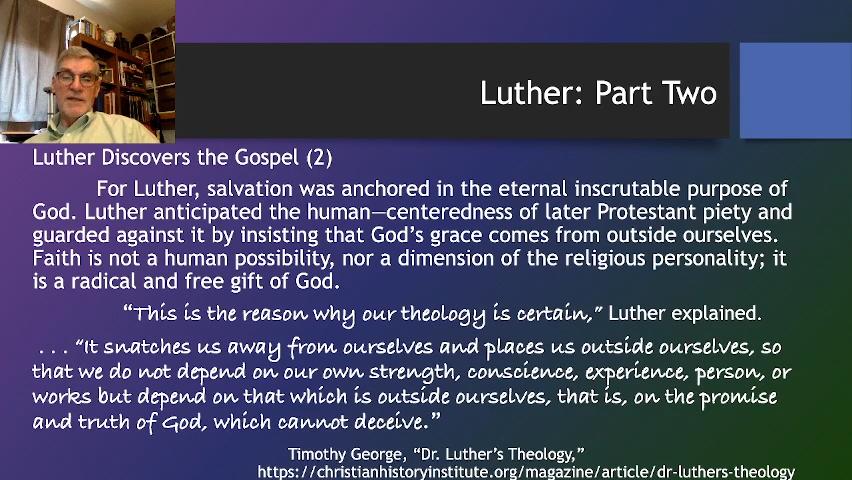 Luther: Part Two
Luther Discovers the Gospel (2)
For Luther, salvation was anchored in the eternal inscrutable purpose of
God. Luther anticipated the human—centeredness of later Protestant piety and
guarded against it by insisting that God’s grace comes from outside ourselves.
Faith is not a human possibility, nor a dimension of the religious personality; it
is a radical and free gift of God.
“This is the reason why our theology is certain,” Luther explained.
. . . “It snatches us away from ourselves and places us outside ourselves, so
that we do not depend on our own strength, conscience, experience, person, or
works but depend on that which is outside ourselves, that is, on the promise
and truth of God, which cannot deceive.”
Timothy George, “Dr. Luther’s Theology,”
https://christianhistoryinstitute.org/magazine/article/dr-luthers-theology